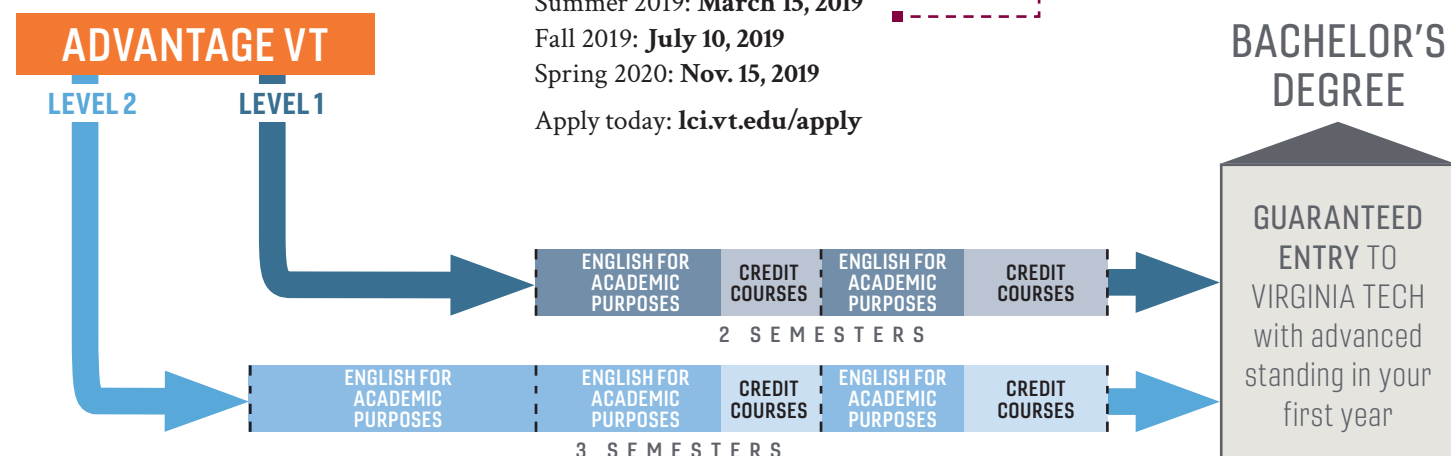 Summer 2019: March 15, 2019
Fall 2019: July 10, 2019
Spring 2020: Nov. 15, 2019
Apply today: lci.vt.edu/apply
ADVANTAGE VT
LEVEL 2
LEVEL 1
ENGLISH FOR
ACADEMIC
PURPOSES
CREDIT
COURSES
ENGLISH FOR
ACADEMIC
PURPOSES
CREDIT
COURSES
2 SEMESTERS
ENGLISH FOR
ACADEMIC
PURPOSES
ENGLISH FOR
ACADEMIC
PURPOSES
CREDIT
COURSES
ENGLISH FOR
ACADEMIC
PURPOSES
CREDIT
COURSES
3 SEMESTERS
BACHELOR'S
DEGREE
GUARANTEED
ENTRY TO
VIRGINIA TECH
with advanced
standing in your
first year